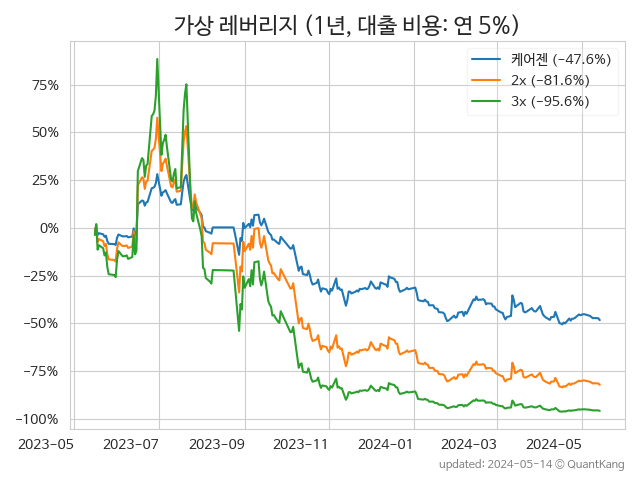 가상 레버리지 (1년, 대출 비용: 연 5%)
케어젠 (−47.6%)
2x (−81.6%)
3x (−95.6%)
75%
50%
25%
0%
−25%
−50%
−75%
−100%
2023-05 2023-07 2023-09 2023-11 2024-01 2024-03 2024-05
updated: 2024-05-14 © QuantKang